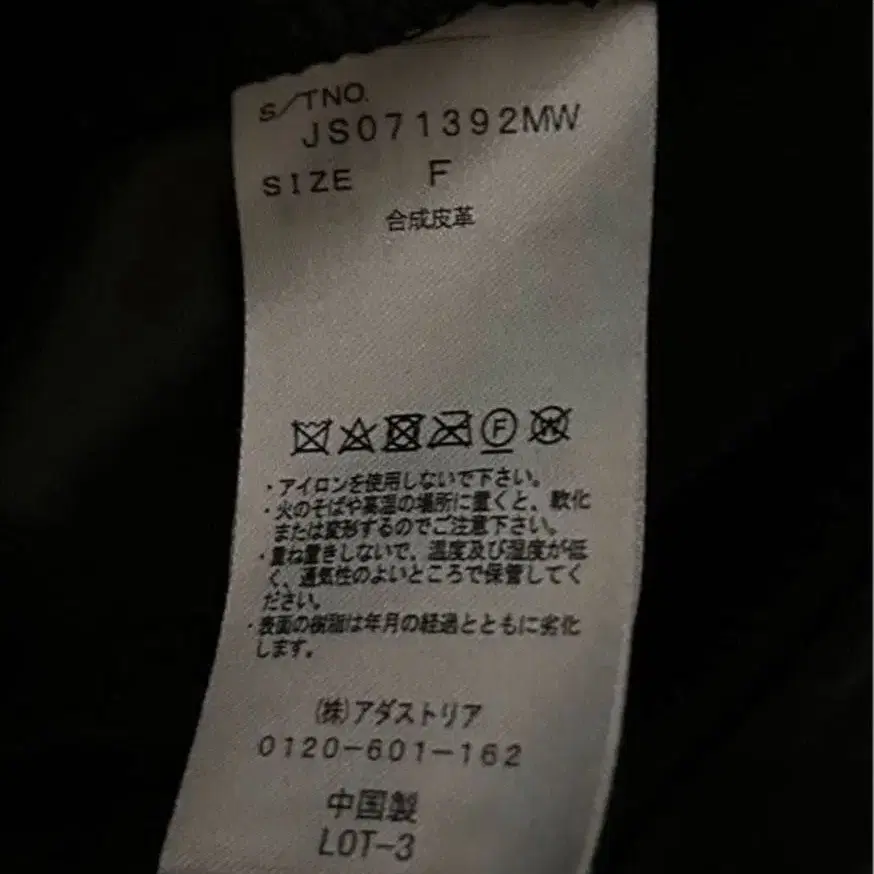 S/TNO.
JS071392MW
SIZE F
合成皮革
F W
・アイロンを使用しないで下さい。
・火のそばや高温の場所に置くと、軟化
または変形するのでご注意下さい。
・重ね置きしないで、温度及び湿度が低
く、通気性のよいところで保管してく
ださい。
・表面の樹脂は年月の経過とともに劣化
します。
(株)アダストリア
0120-601-162
中国製
LOT-3